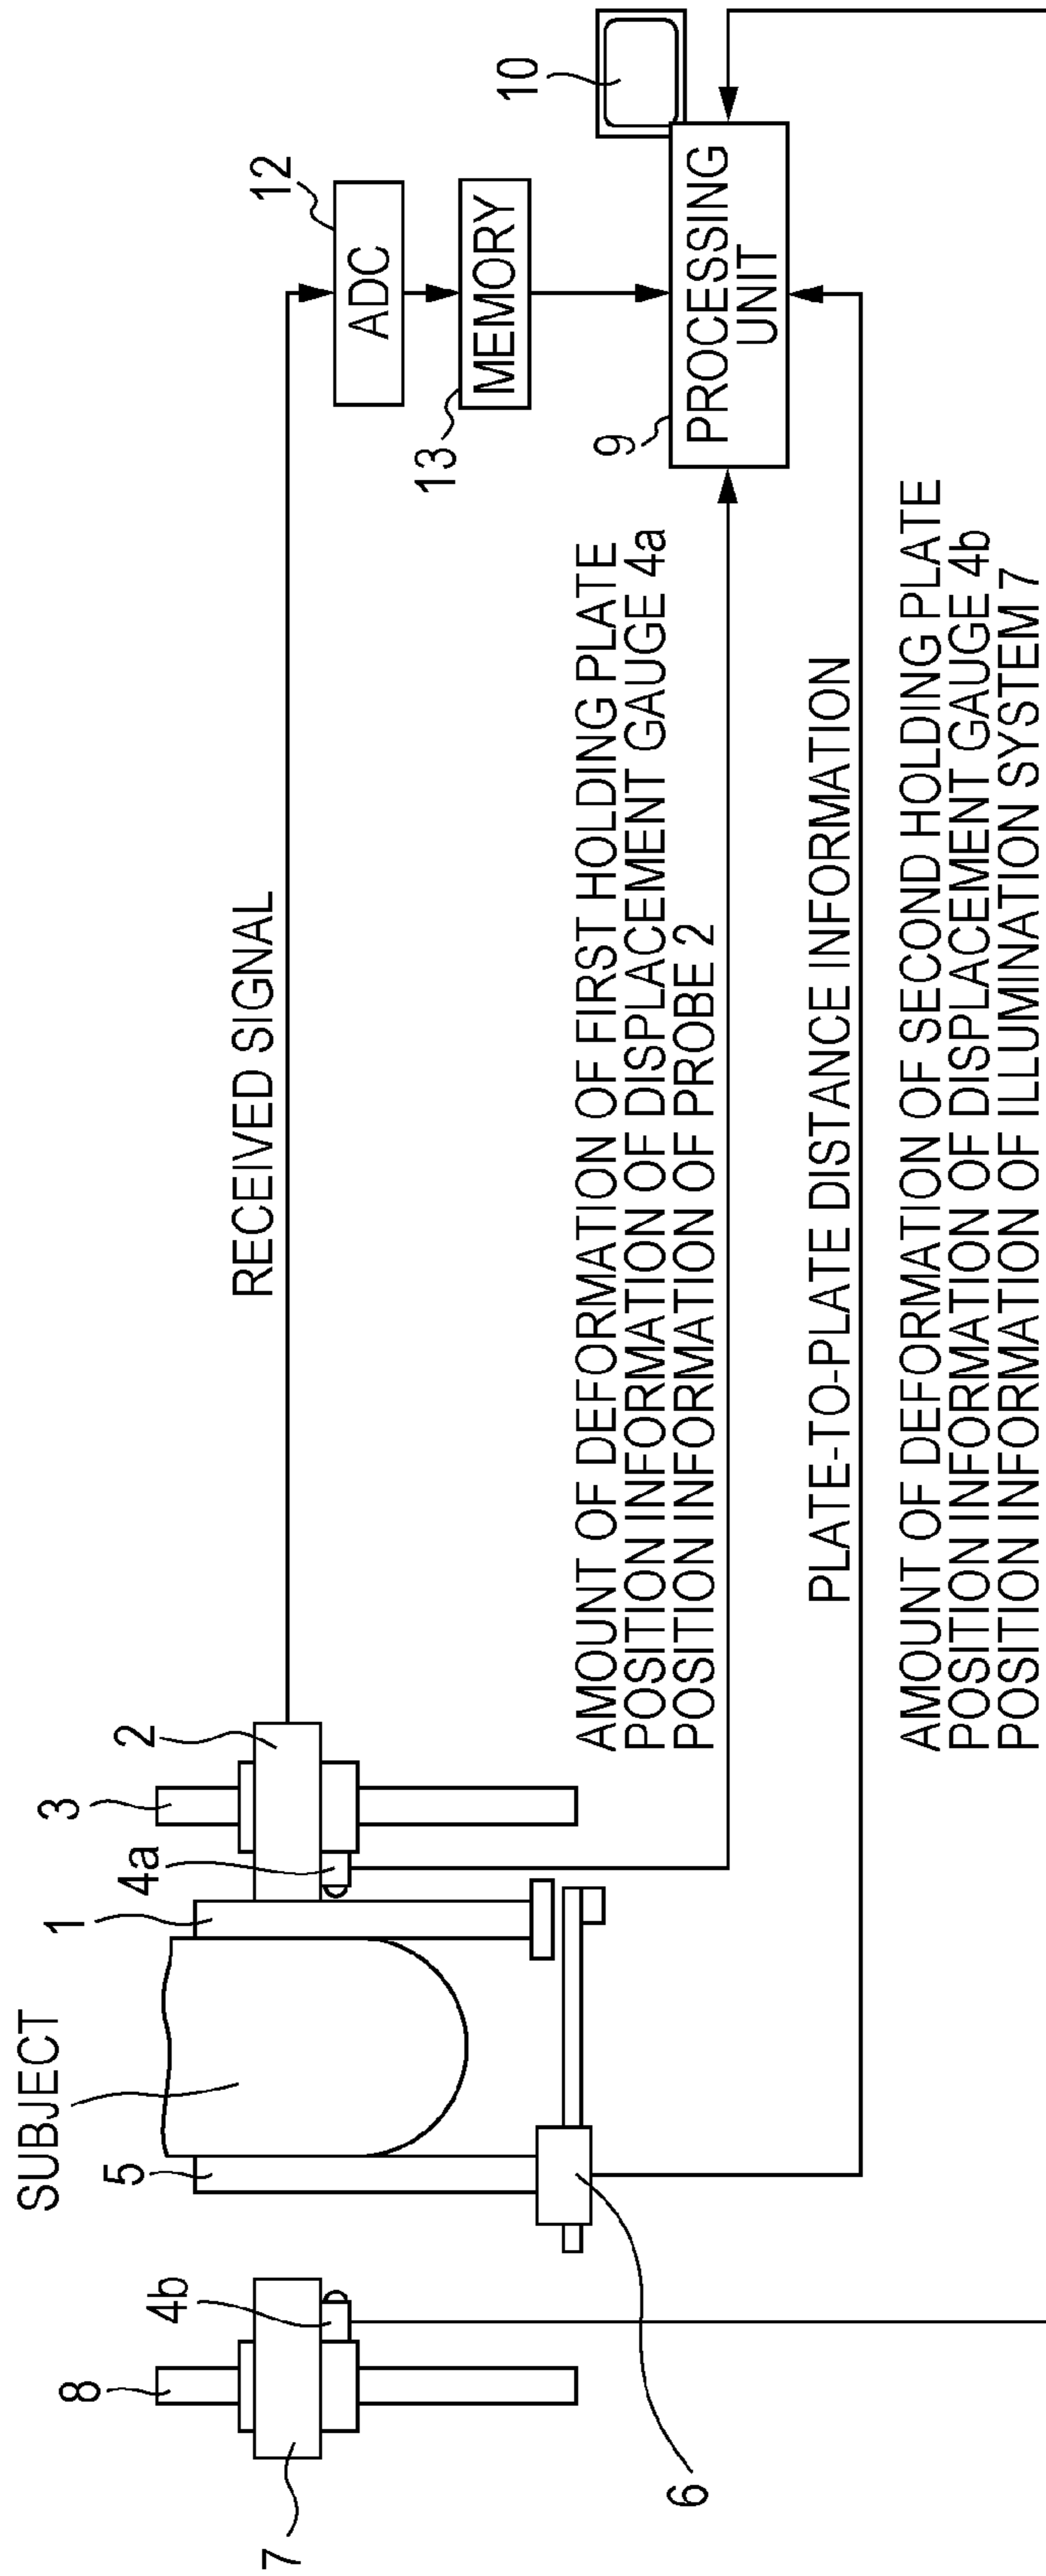 SUBJECT
8
4b
5
1
4a
3
2
7
6
RECEIVED SIGNAL
12
ADC
13
MEMORY
10
9
PROCESSING
UNIT
AMOUNT OF DEFORMATION OF FIRST HOLDING PLATE
POSITION INFORMATION OF DISPLACEMENT GAUGE 4a
POSITION INFORMATION OF PROBE 2
PLATE-TO-PLATE DISTANCE INFORMATION
AMOUNT OF DEFORMATION OF SECOND HOLDING PLATE
POSITION INFORMATION OF DISPLACEMENT GAUGE 4b
POSITION INFORMATION OF ILLUMINATION SYSTEM 7